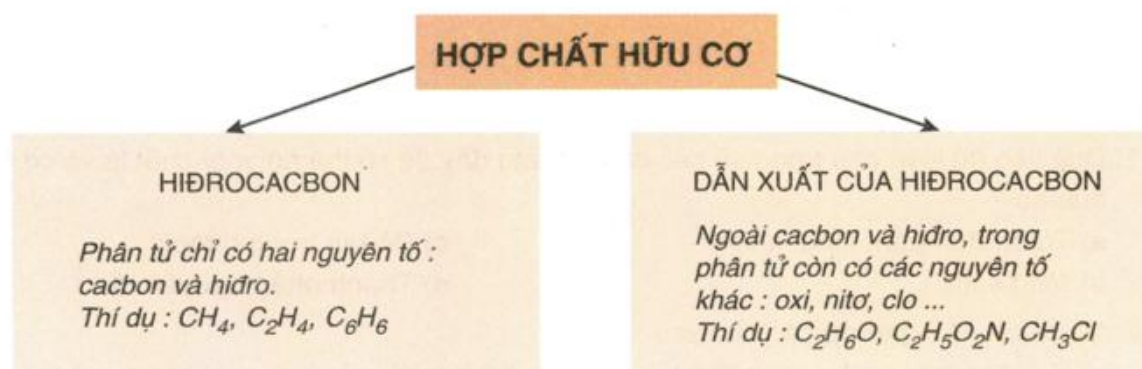 HỢP CHẤT HỮU CƠ
HIĐROCACBON
Phân tử chỉ có hai nguyên tố :
cacbon và hiđro.
Thí dụ : CH₄, C₂H₄, C₆H₆
DẪN XUẤT CỦA HIĐROCACBON
Ngoài cacbon và hiđro, trong
phân tử còn có các nguyên tố
khác : oxi, nitơ, clo ...
Thí dụ : C₂H₆O, C₂H₅O₂N, CH₃Cl